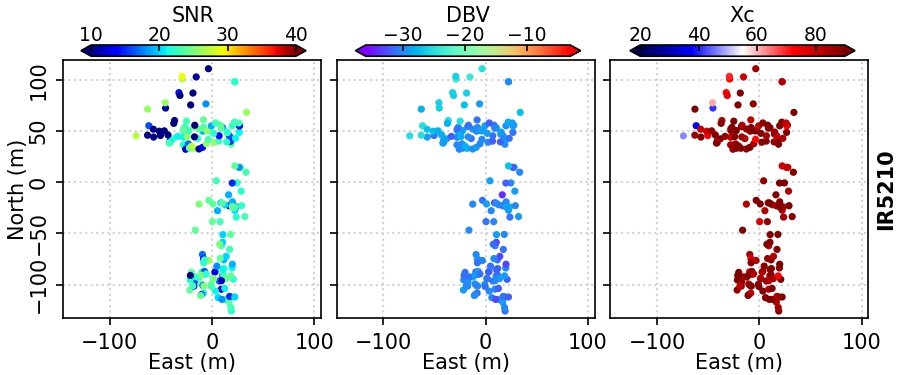 SNR DBV Xc
10 20 30 40 −30 −20 −10 20 40 60 80
North (m)
100
50
0
−50
−100
−100 0 100 −100 0 100 −100 0 100
East (m) East (m) East (m)
IR5210